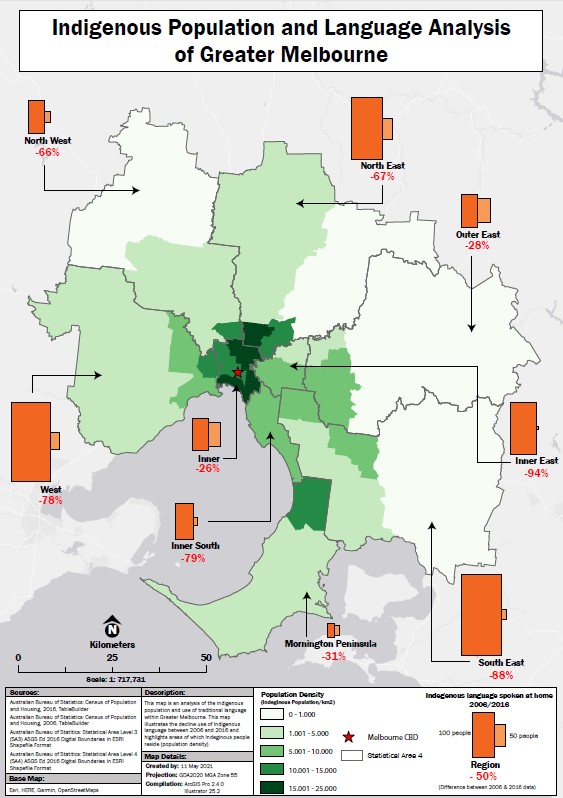 Indigenous Population and Language Analysis
of Greater Melbourne
North West
-66%
North East
-67%
Outer East
-28%
Inner
-26%
Inner East
-94%
West
-78%
Inner South
-79%
Mornington Peninsula
-31%
South East
-88%
N
Kilometers
0 25 50
Scale: 1: 717,731
Sources:
Australian Bureau of Statistics: Census of Population
and Housing, 2016, TableBuilder
Australian Bureau of Statistics: Census of Population
and Housing, 2006, TableBuilder
Australian Bureau of Statistics: Statistical Area Level 3
(SA3) ASGS Ed 2016 Digital Boundaries in ESRI
Shapefile Format
Australian Bureau of Statistics: Statistical Area Level 4
(SA4) ASGS Ed 2016 Digital Boundaries in ESRI
Shapefile Format
Base Map:
Esri, HERE, Garmin, OpenStreetMaps
Description:
This map is an analysis of the indigenous
population and use of traditional language
within Greater Melbourne. This map
illustrates the decline use of indigenous
language between 2006 and 2016 and
highlights areas of which indeginous people
reside (population density).
Map Details:
Created by: 11 May 2021
Projection: GDA2020 MGA Zone 55
Compilation: ArcGIS Pro 2.4.0
Illustrator 25.2
Population Density
(Indeginous Population/km2)
0 - 1.000
1.001 - 5.000
5.001 - 10.000
10.001 - 15.000
15.001 - 25.000
Melbourne CBD
Statistical Area 4
Indigenous language spoken at home
2006/2016
100 people
50 people
Region
- 50%
(Difference between 2006 & 2016 data)